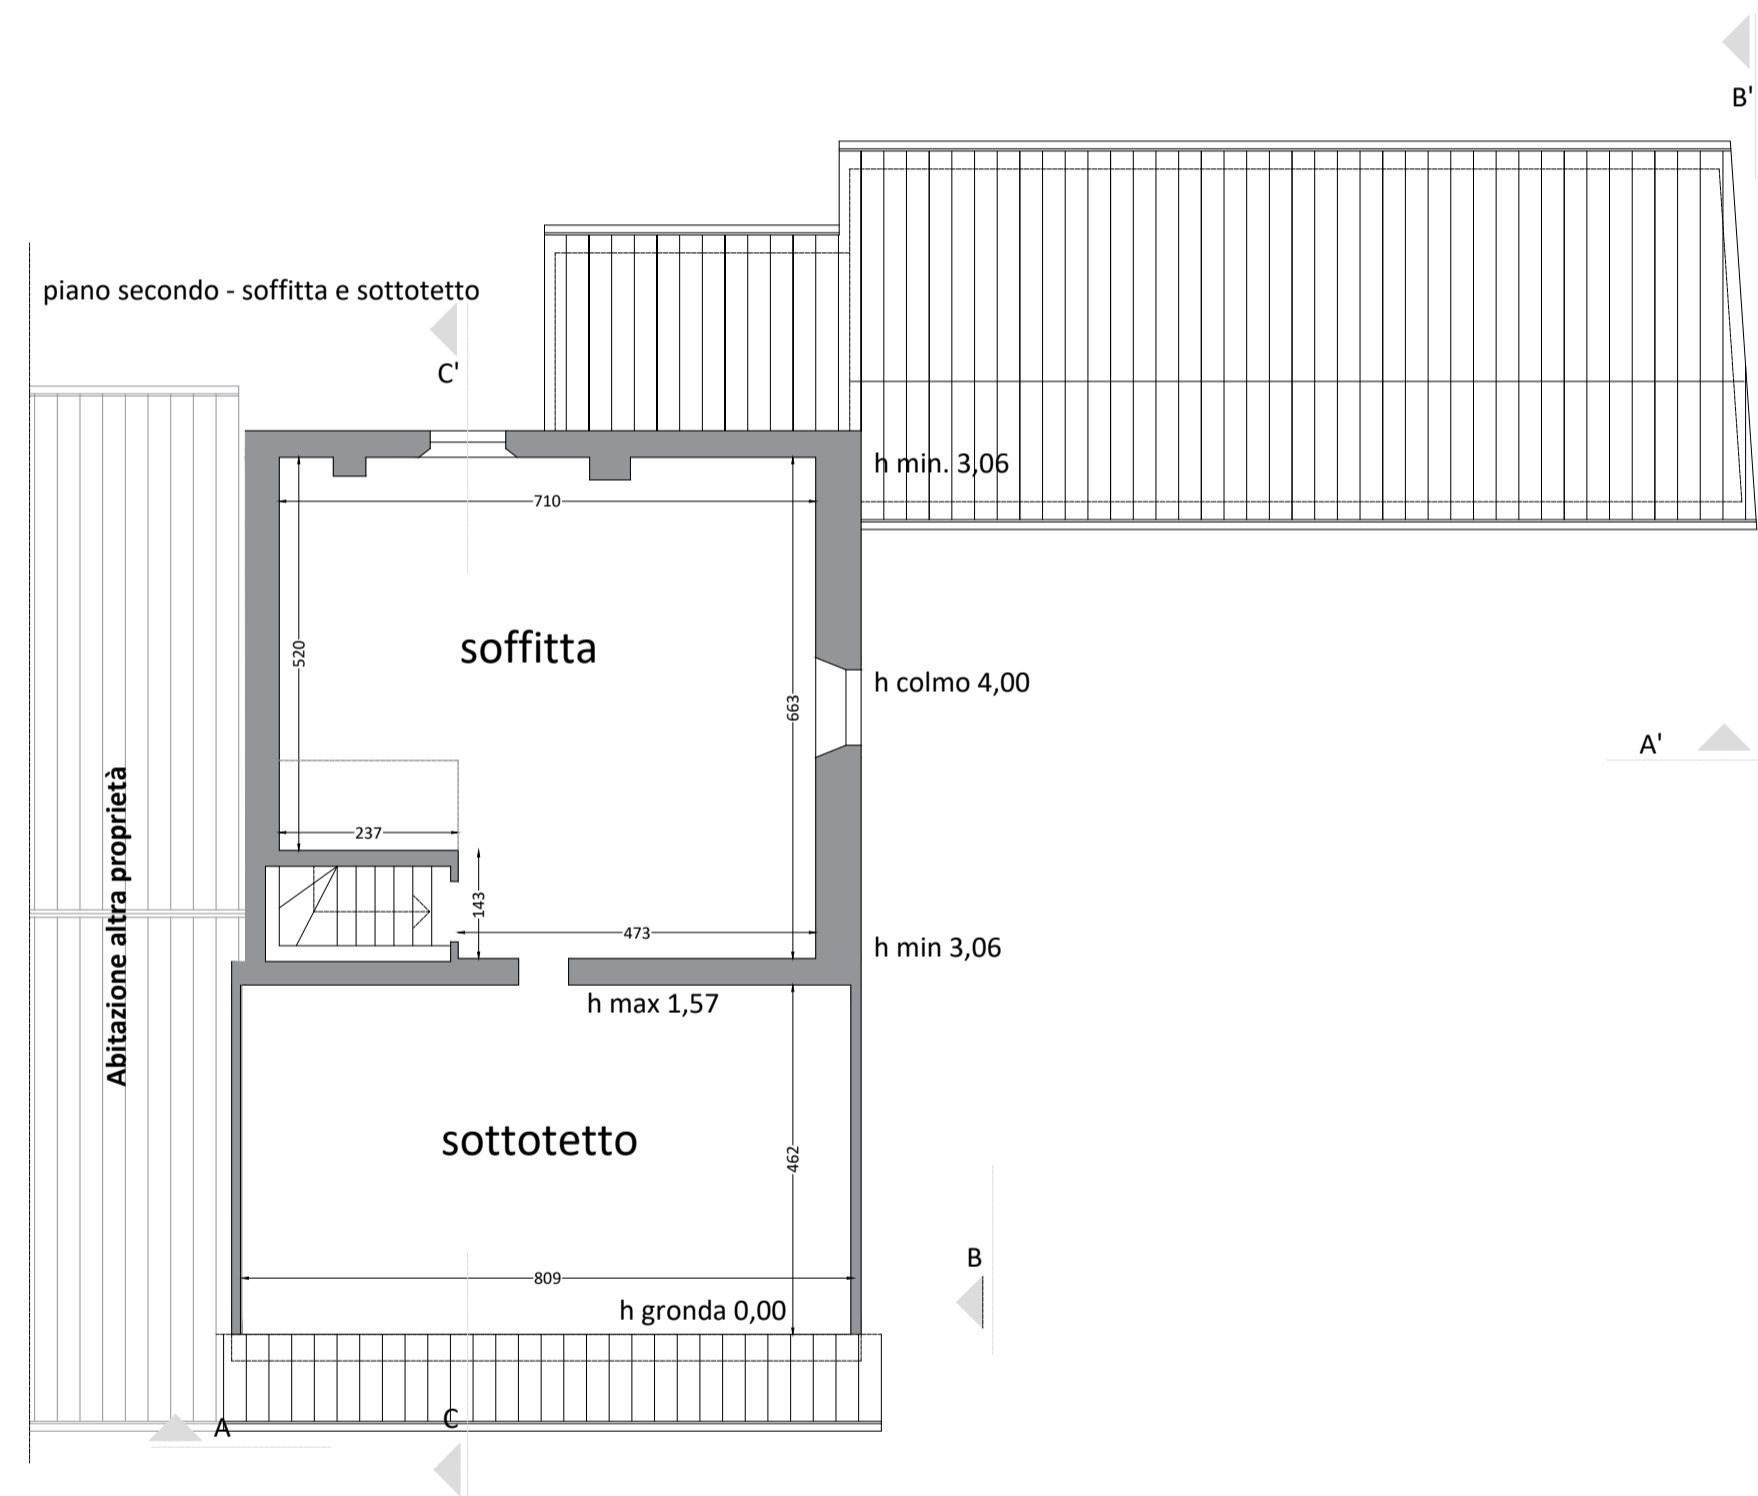 B'
piano secondo - soffitta e sottotetto
C'
h min. 3,06
710
soffitta
520
h colmo 4,00
663
A'
237
143
473
h min 3,06
Abitazione altra proprietà
h max 1,57
sottotetto
462
B
809
h gronda 0,00
A
C